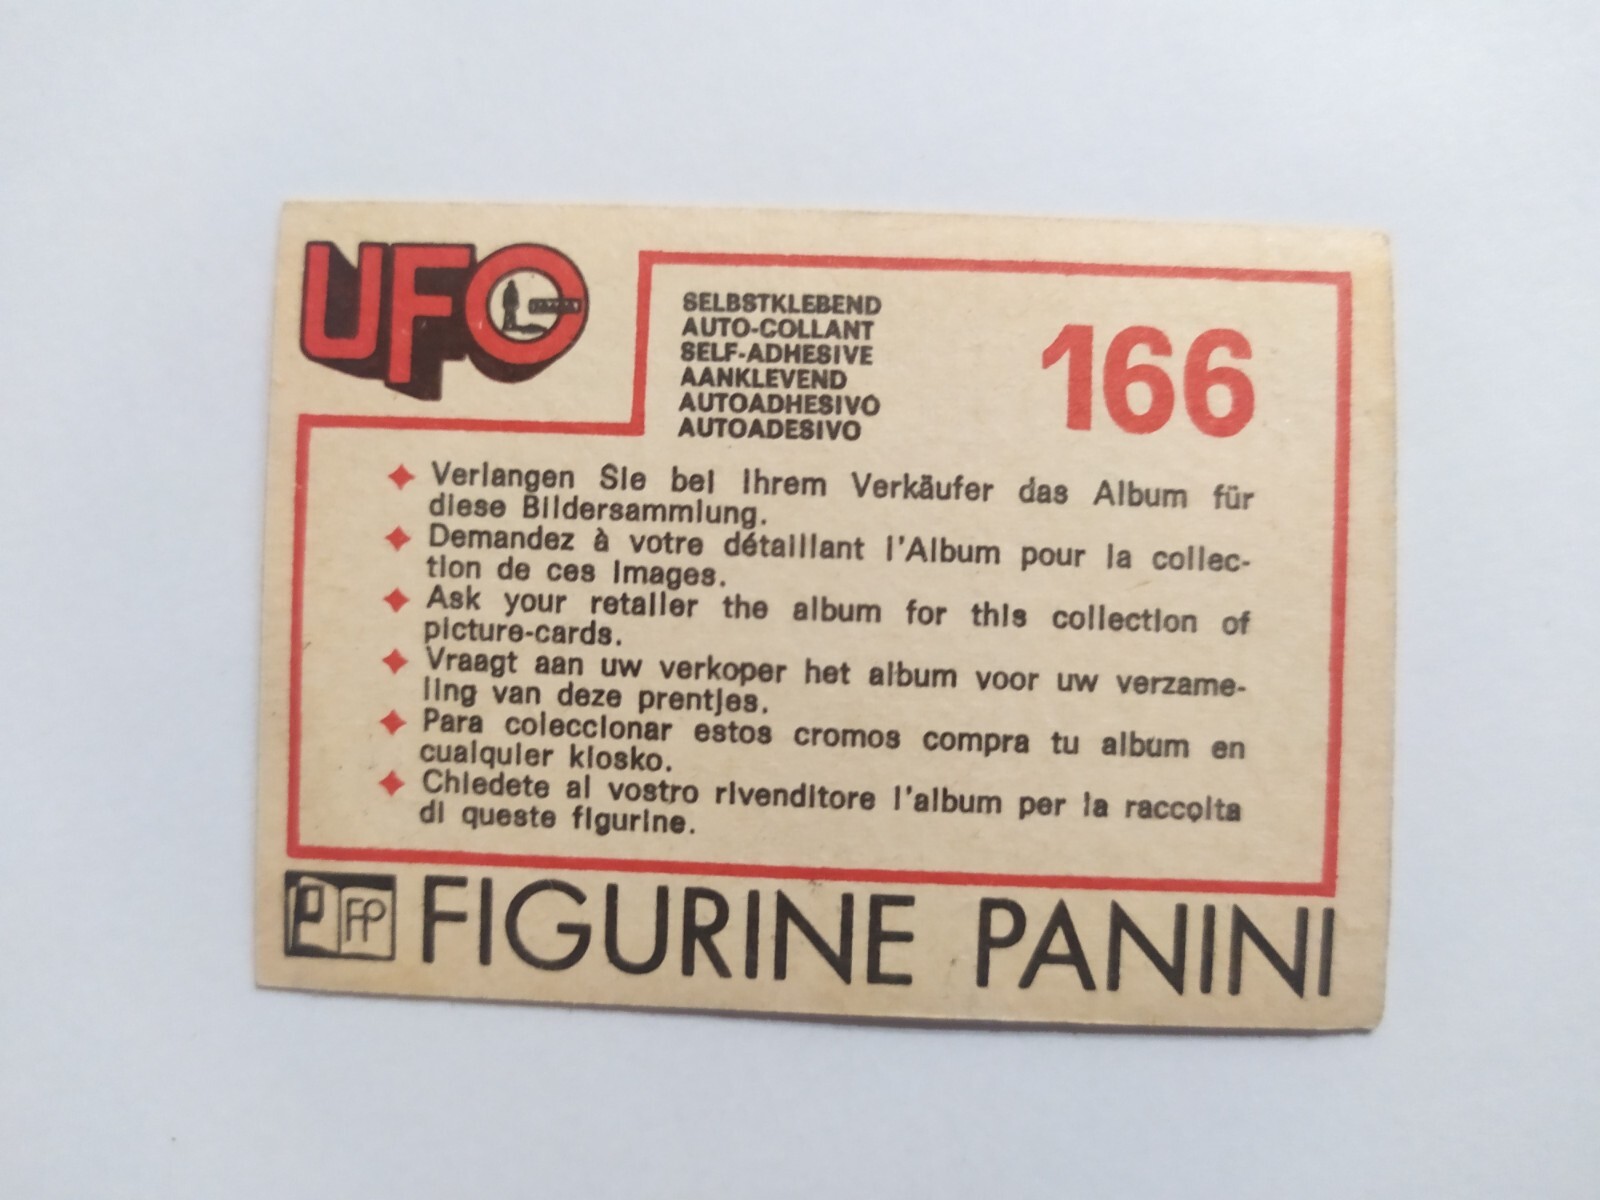 UFO
SELBSTKLEBEND
AUTO-COLLANT
SELF-ADHESIVE
AANKLEVEND
AUTOADHESIVO
AUTOADESIVO
166
Verlangen Sie bei Ihrem Verkäufer das Album für
diese Bildersammlung.
Demandez à votre détaillant l'Album pour la collec-
tion de ces images.
Ask your retailer the album for this collection of
picture-cards.
Vraagt aan uw verkoper het album voor uw verzame-
ling van deze prentjes.
Para coleccionar estos cromos compra tu album en
cualquier kiosko.
Chiedete al vostro rivenditore l'album per la raccolta
di queste figurine.
FP FIGURINE PANINI